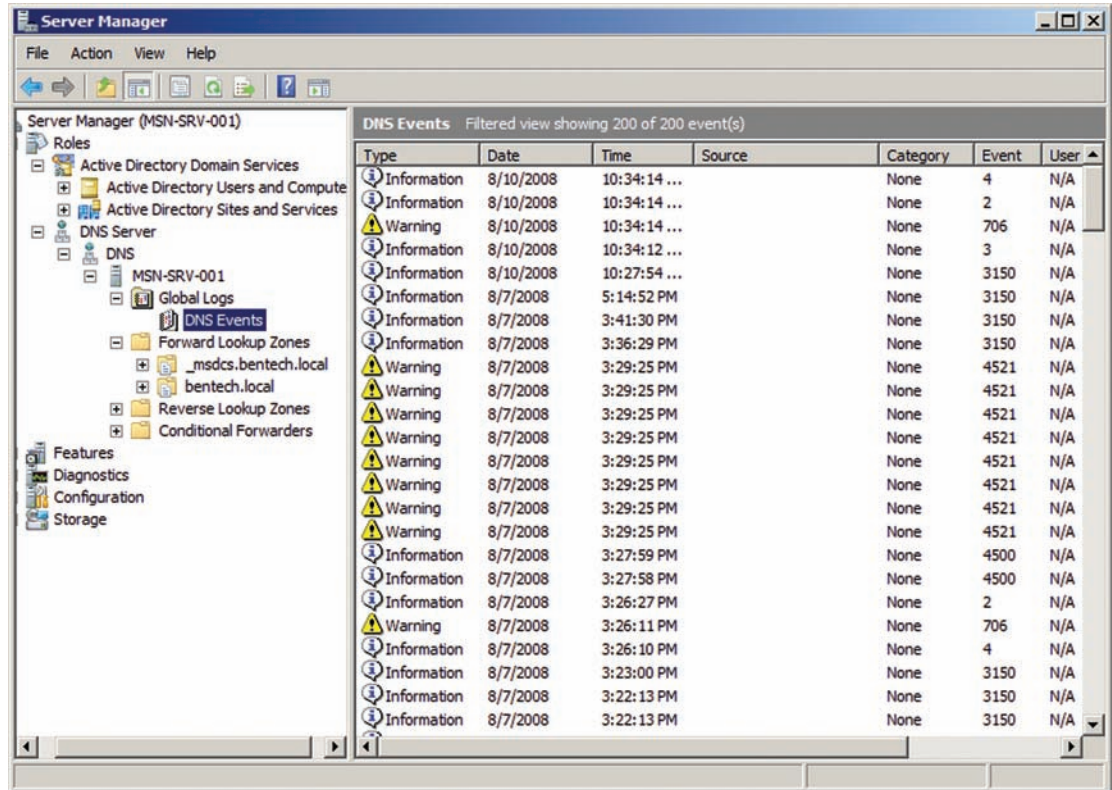 Server Manager
File Action View Help
Server Manager (MSN-SRV-001)
Roles
Active Directory Domain Services
Active Directory Users and Compute
Active Directory Sites and Services
DNS Server
DNS
MSN-SRV-001
Global Logs
DNS Events
Forward Lookup Zones
_msdcs.bentech.local
bentech.local
Reverse Lookup Zones
Conditional Forwarders
Features
Diagnostics
Configuration
Storage
DNS Events Filtered view showing 200 of 200 event(s)
Type Date Time Source Category Event User
Information 8/10/2008 10:34:14 ... None 4 N/A
Information 8/10/2008 10:34:14 ... None 2 N/A
Warning 8/10/2008 10:34:14 ... None 706 N/A
Information 8/10/2008 10:34:12 ... None 3 N/A
Information 8/10/2008 10:27:54 ... None 3150 N/A
Information 8/7/2008 5:14:52 PM None 3150 N/A
Information 8/7/2008 3:41:30 PM None 3150 N/A
Information 8/7/2008 3:36:29 PM None 3150 N/A
Warning 8/7/2008 3:29:25 PM None 4521 N/A
Warning 8/7/2008 3:29:25 PM None 4521 N/A
Warning 8/7/2008 3:29:25 PM None 4521 N/A
Warning 8/7/2008 3:29:25 PM None 4521 N/A
Warning 8/7/2008 3:29:25 PM None 4521 N/A
Warning 8/7/2008 3:29:25 PM None 4521 N/A
Warning 8/7/2008 3:29:25 PM None 4521 N/A
Warning 8/7/2008 3:29:25 PM None 4521 N/A
Information 8/7/2008 3:27:59 PM None 4500 N/A
Information 8/7/2008 3:27:58 PM None 4500 N/A
Information 8/7/2008 3:26:27 PM None 2 N/A
Warning 8/7/2008 3:26:11 PM None 706 N/A
Information 8/7/2008 3:26:10 PM None 4 N/A
Information 8/7/2008 3:23:00 PM None 3150 N/A
Information 8/7/2008 3:22:13 PM None 3150 N/A
Information 8/7/2008 3:22:13 PM None 3150 N/A